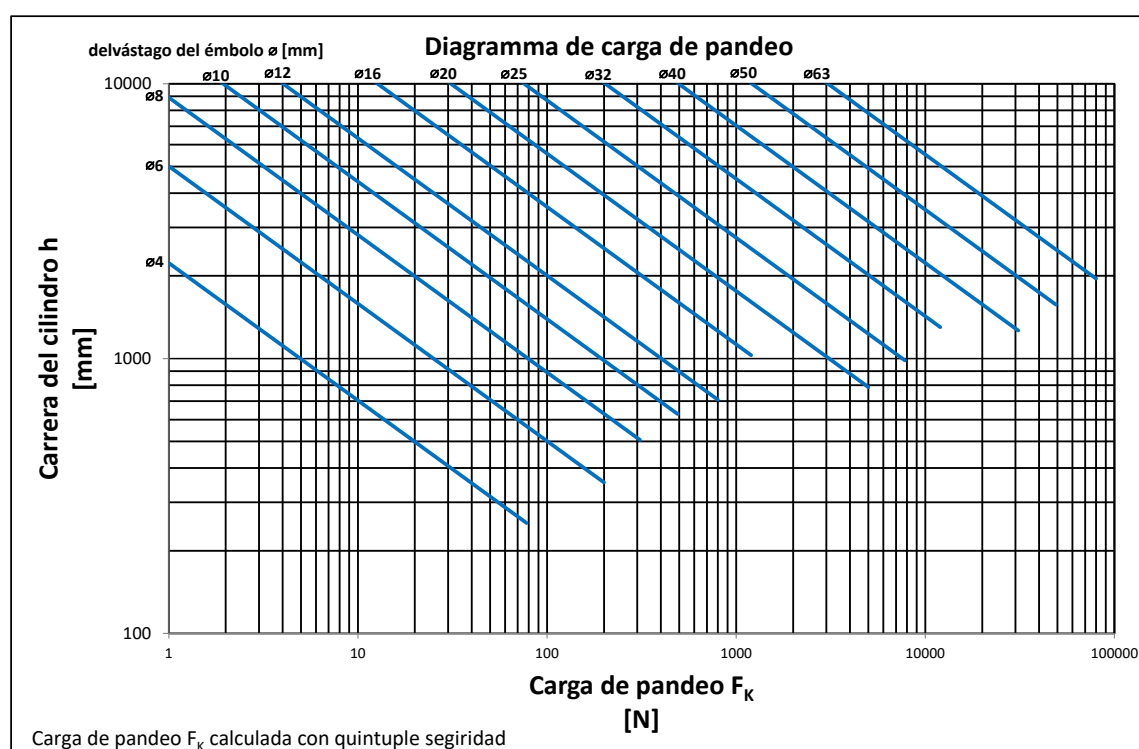 Diagramma de carga de pandeo
delvástago del émbolo ø [mm]
ø10
ø12
ø16
ø20
ø25
ø32
ø40
ø50
ø63
ø8
ø6
ø4
10000
1000
100
Carrera del cilindro h
[mm]
1
10
100
1000
10000
100000
Carga de pandeo FK
[N]
Carga de pandeo FK calculada con quintuple segiridad